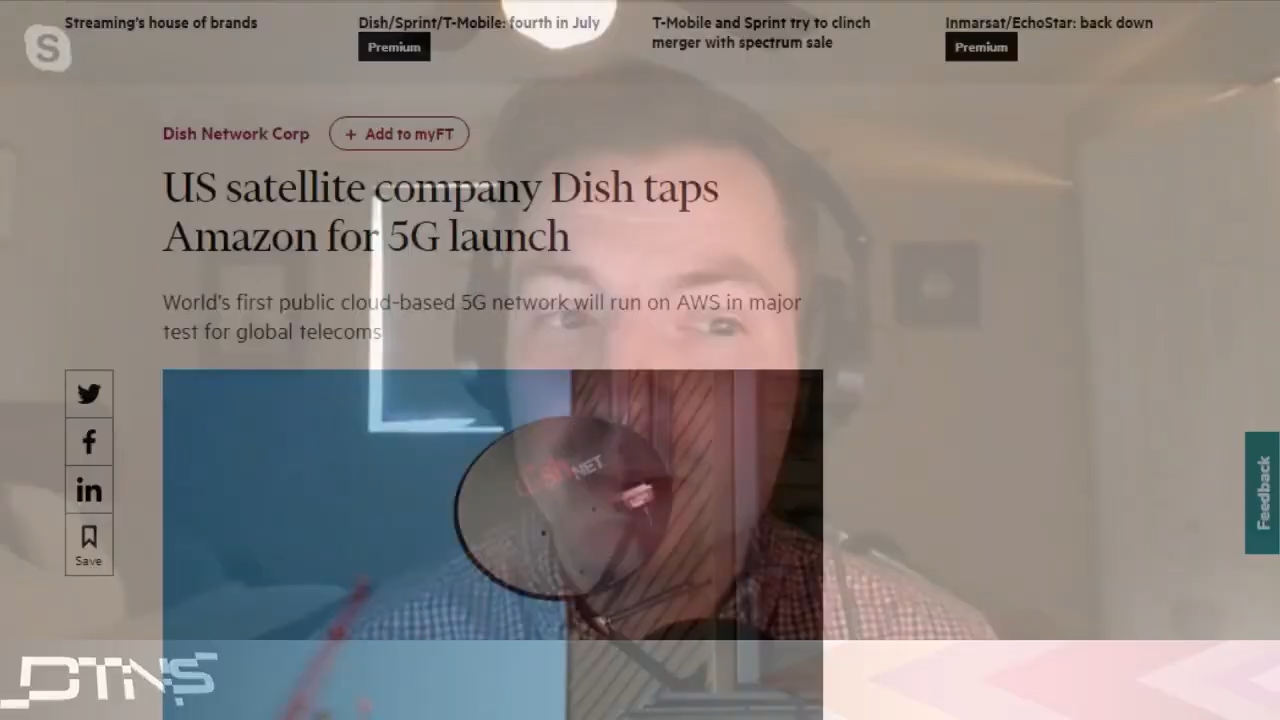 Streaming's house of brands
Dish/Sprint/T-Mobile: fourth in July
Premium
T-Mobile and Sprint try to clinch
merger with spectrum sale
Inmarsat/EchoStar: back down
Premium
S
Dish Network Corp
+ Add to myFT
US satellite company Dish taps
Amazon for 5G launch
World's first public cloud-based 5G network will run on AWS in major
test for global telecoms
Save
dish NET
Feedback
DTNS